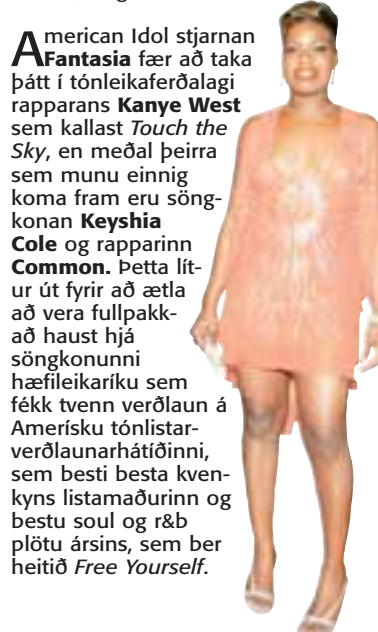 American Idol stjarnan
Fantasia fær að taka
þátt í tónleikaferðalagi
rapparans Kanye West
sem kallast Touch the
Sky, en meðal þeirra
sem munu einnig
koma fram eru söng-
konan Keyshia
Cole og rapparinn
Common. Þetta lít-
ur út fyrir að ætla
að vera fullpakk-
að haust hjá
söngkonunni
hæfileikaríku sem
fékk tvenn verðlaun á
Amerísku tónlistar-
verðlaunarhátíðinni,
sem besti besta kven-
kyns listamaðurinn og
bestu soul og r&b
plötu ársins, sem ber
heitið Free Yourself.